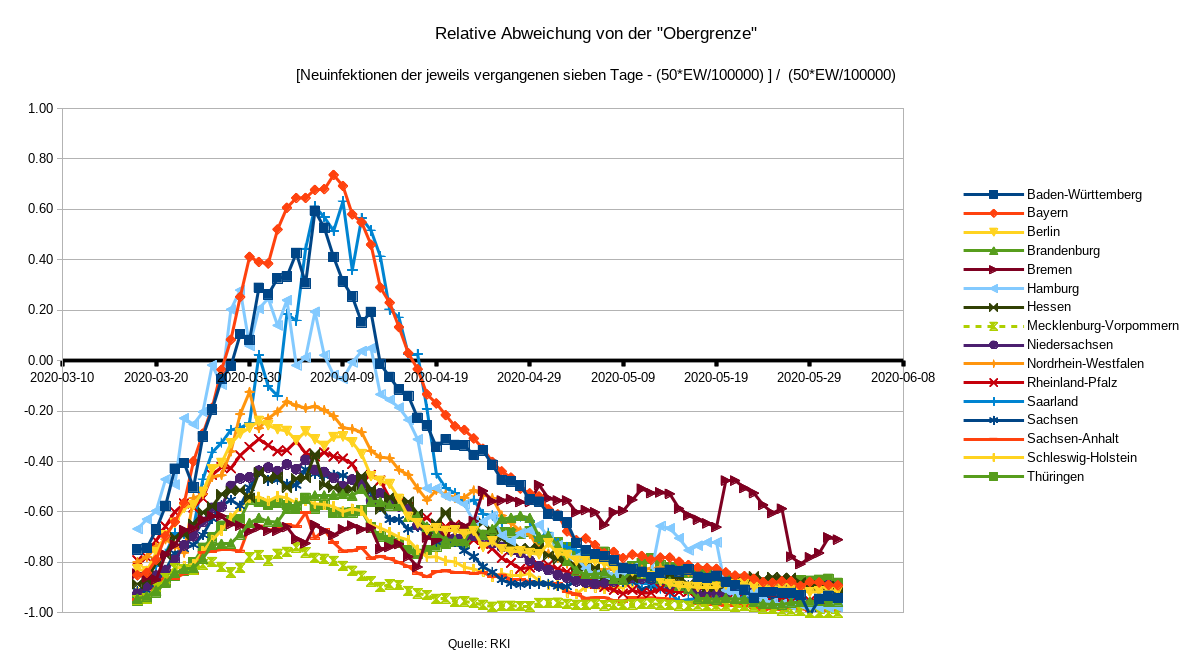 Relative Abweichung von der "Obergrenze"
[Neuinfektionen der jeweils vergangenen sieben Tage - (50*EW/100000) ] /  (50*EW/100000)
1.00
0.80
0.60
0.40
0.20
0.00
-0.20
-0.40
-0.60
-0.80
-1.00
2020-03-10 2020-03-20 2020-03-30 2020-04-09 2020-04-19 2020-04-29 2020-05-09 2020-05-19 2020-05-29 2020-06-08
Baden-Württemberg
Bayern
Berlin
Brandenburg
Bremen
Hamburg
Hessen
Mecklenburg-Vorpommern
Niedersachsen
Nordrhein-Westfalen
Rheinland-Pfalz
Saarland
Sachsen
Sachsen-Anhalt
Schleswig-Holstein
Thüringen
Quelle: RKI